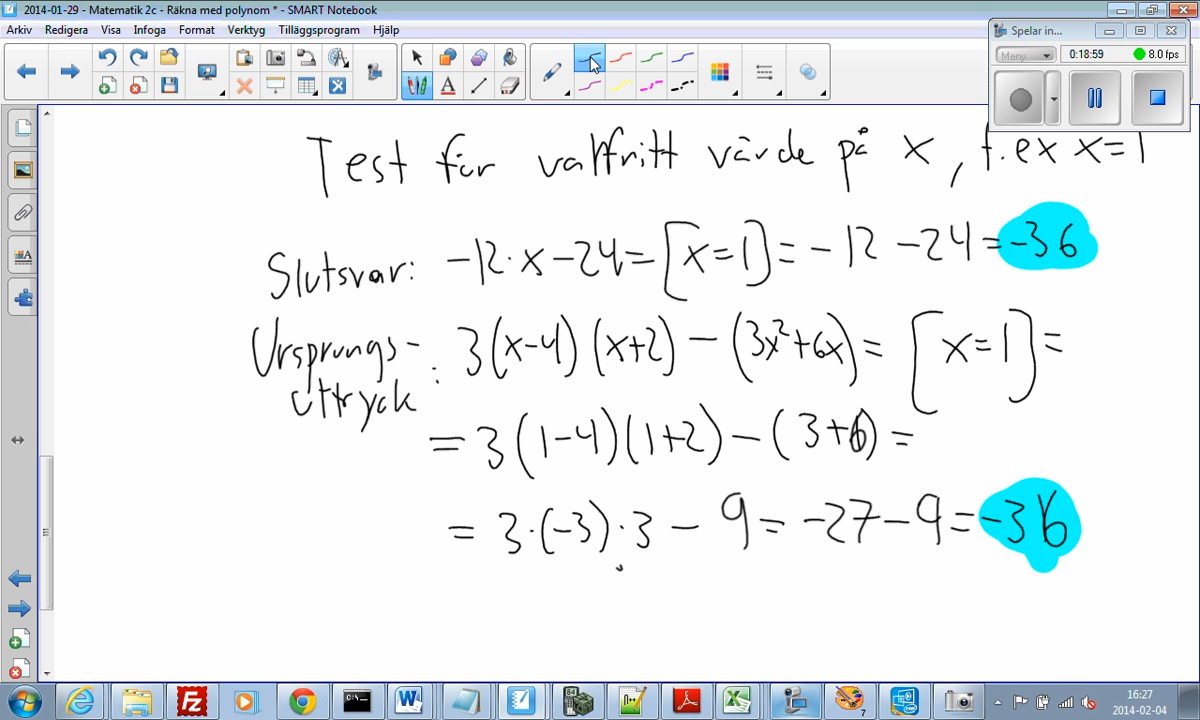 2014-01-29 - Matematik 2c - Räkna med polynom * - SMART Notebook
Arkiv Redigera Visa Infoga Format Verktyg Tilläggsprogram Hjälp
Spelar in...
Meny 0:18:59 8.0 fps
Test för valfritt värde på x, t.ex x=1
Slutsvar: -12·x-24=[x=1]=-12-24=-36
Ursprungs-
uttryck: 3(x-4)(x+2)-(3x²+6x)=[x=1]=
=3(1-4)(1+2)-(3+6)=
=3·(-3)·3-9=-27-9=-36
16:27
2014-02-04